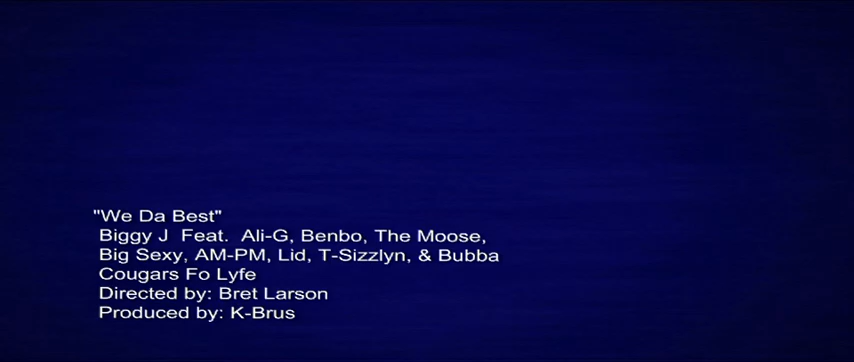 "We Da Best"
Biggy J Feat. Ali-G, Benbo, The Moose,
Big Sexy, AM-PM, Lid, T-Sizzlyn, & Bubba
Cougars Fo Lyfe
Directed by: Bret Larson
Produced by: K-Brus